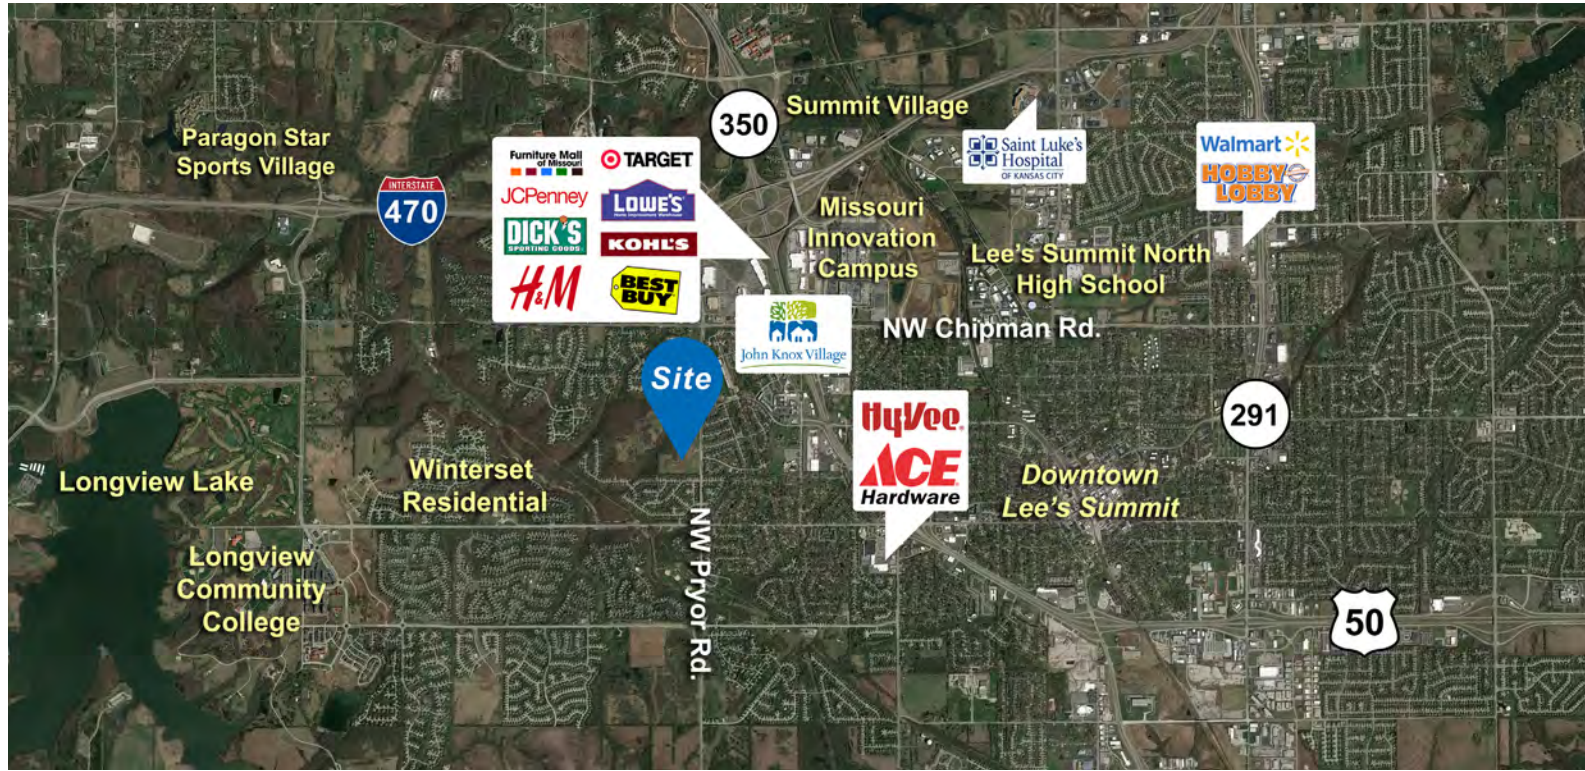 350
Summit Village
Paragon Star
Sports Village
INTERSTATE
470
Furniture Mall
of Missouri
TARGET
JCPenney
LOWE'S
Home Improvement Warehouse
DICK'S
SPORTING GOODS
KOHL'S
H&M
BEST
BUY
Saint Luke's
Hospital
OF KANSAS CITY
Walmart
HOBBY
LOBBY
Missouri
Innovation
Campus
Lee's Summit North
High School
John Knox Village
NW Chipman Rd.
Site
291
HyVee
ACE
Hardware
Longview Lake
Winterset
Residential
Downtown
Lee's Summit
NW Pryor Rd.
Longview
Community
College
50